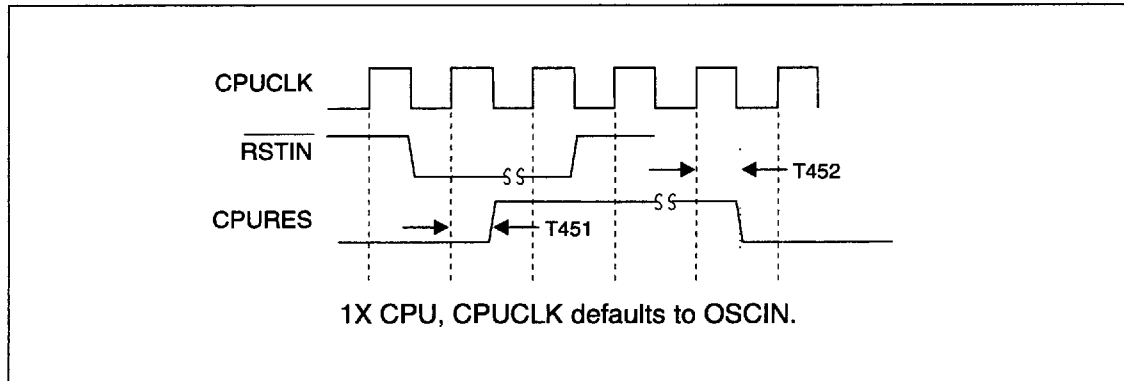 CPUCLK
RSTIN
T452
CPURES
T451
1X CPU, CPUCLK defaults to OSCIN.